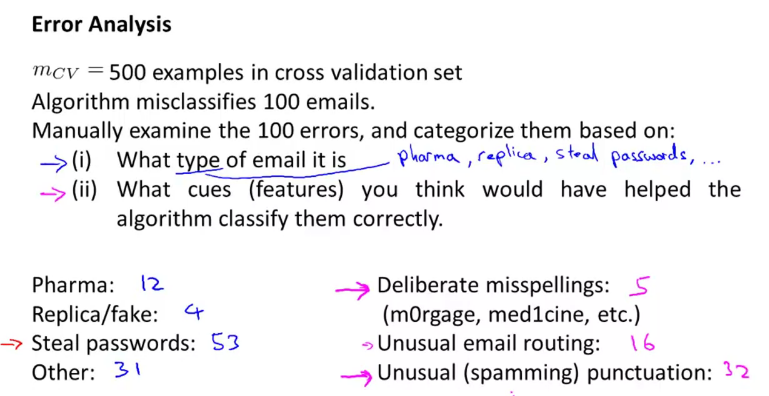 Error Analysis
m_CV = 500 examples in cross validation set
Algorithm misclassifies 100 emails.
Manually examine the 100 errors, and categorize them based on:
→ (i) What type of email it is pharma, replica, steal passwords, ...
→ (ii) What cues (features) you think would have helped the
algorithm classify them correctly.
Pharma: 12
Replica/fake: 4
→ Steal passwords: 53
Other: 31
→ Deliberate misspellings: 5
(m0rgage, med1cine, etc.)
→ Unusual email routing: 16
→ Unusual (spamming) punctuation: 32